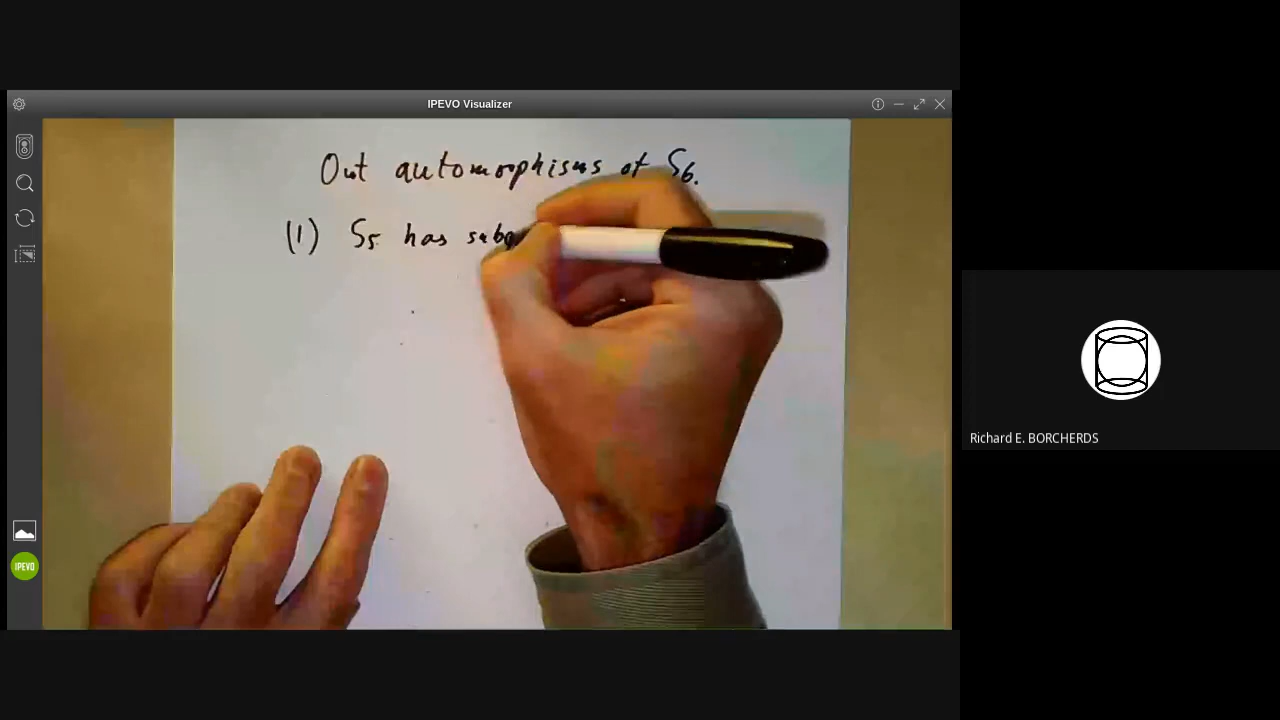 IPEVO Visualizer
Out automorphisms of S6.
(1) S5 has
IPEVO
Richard E. BORCHERDS